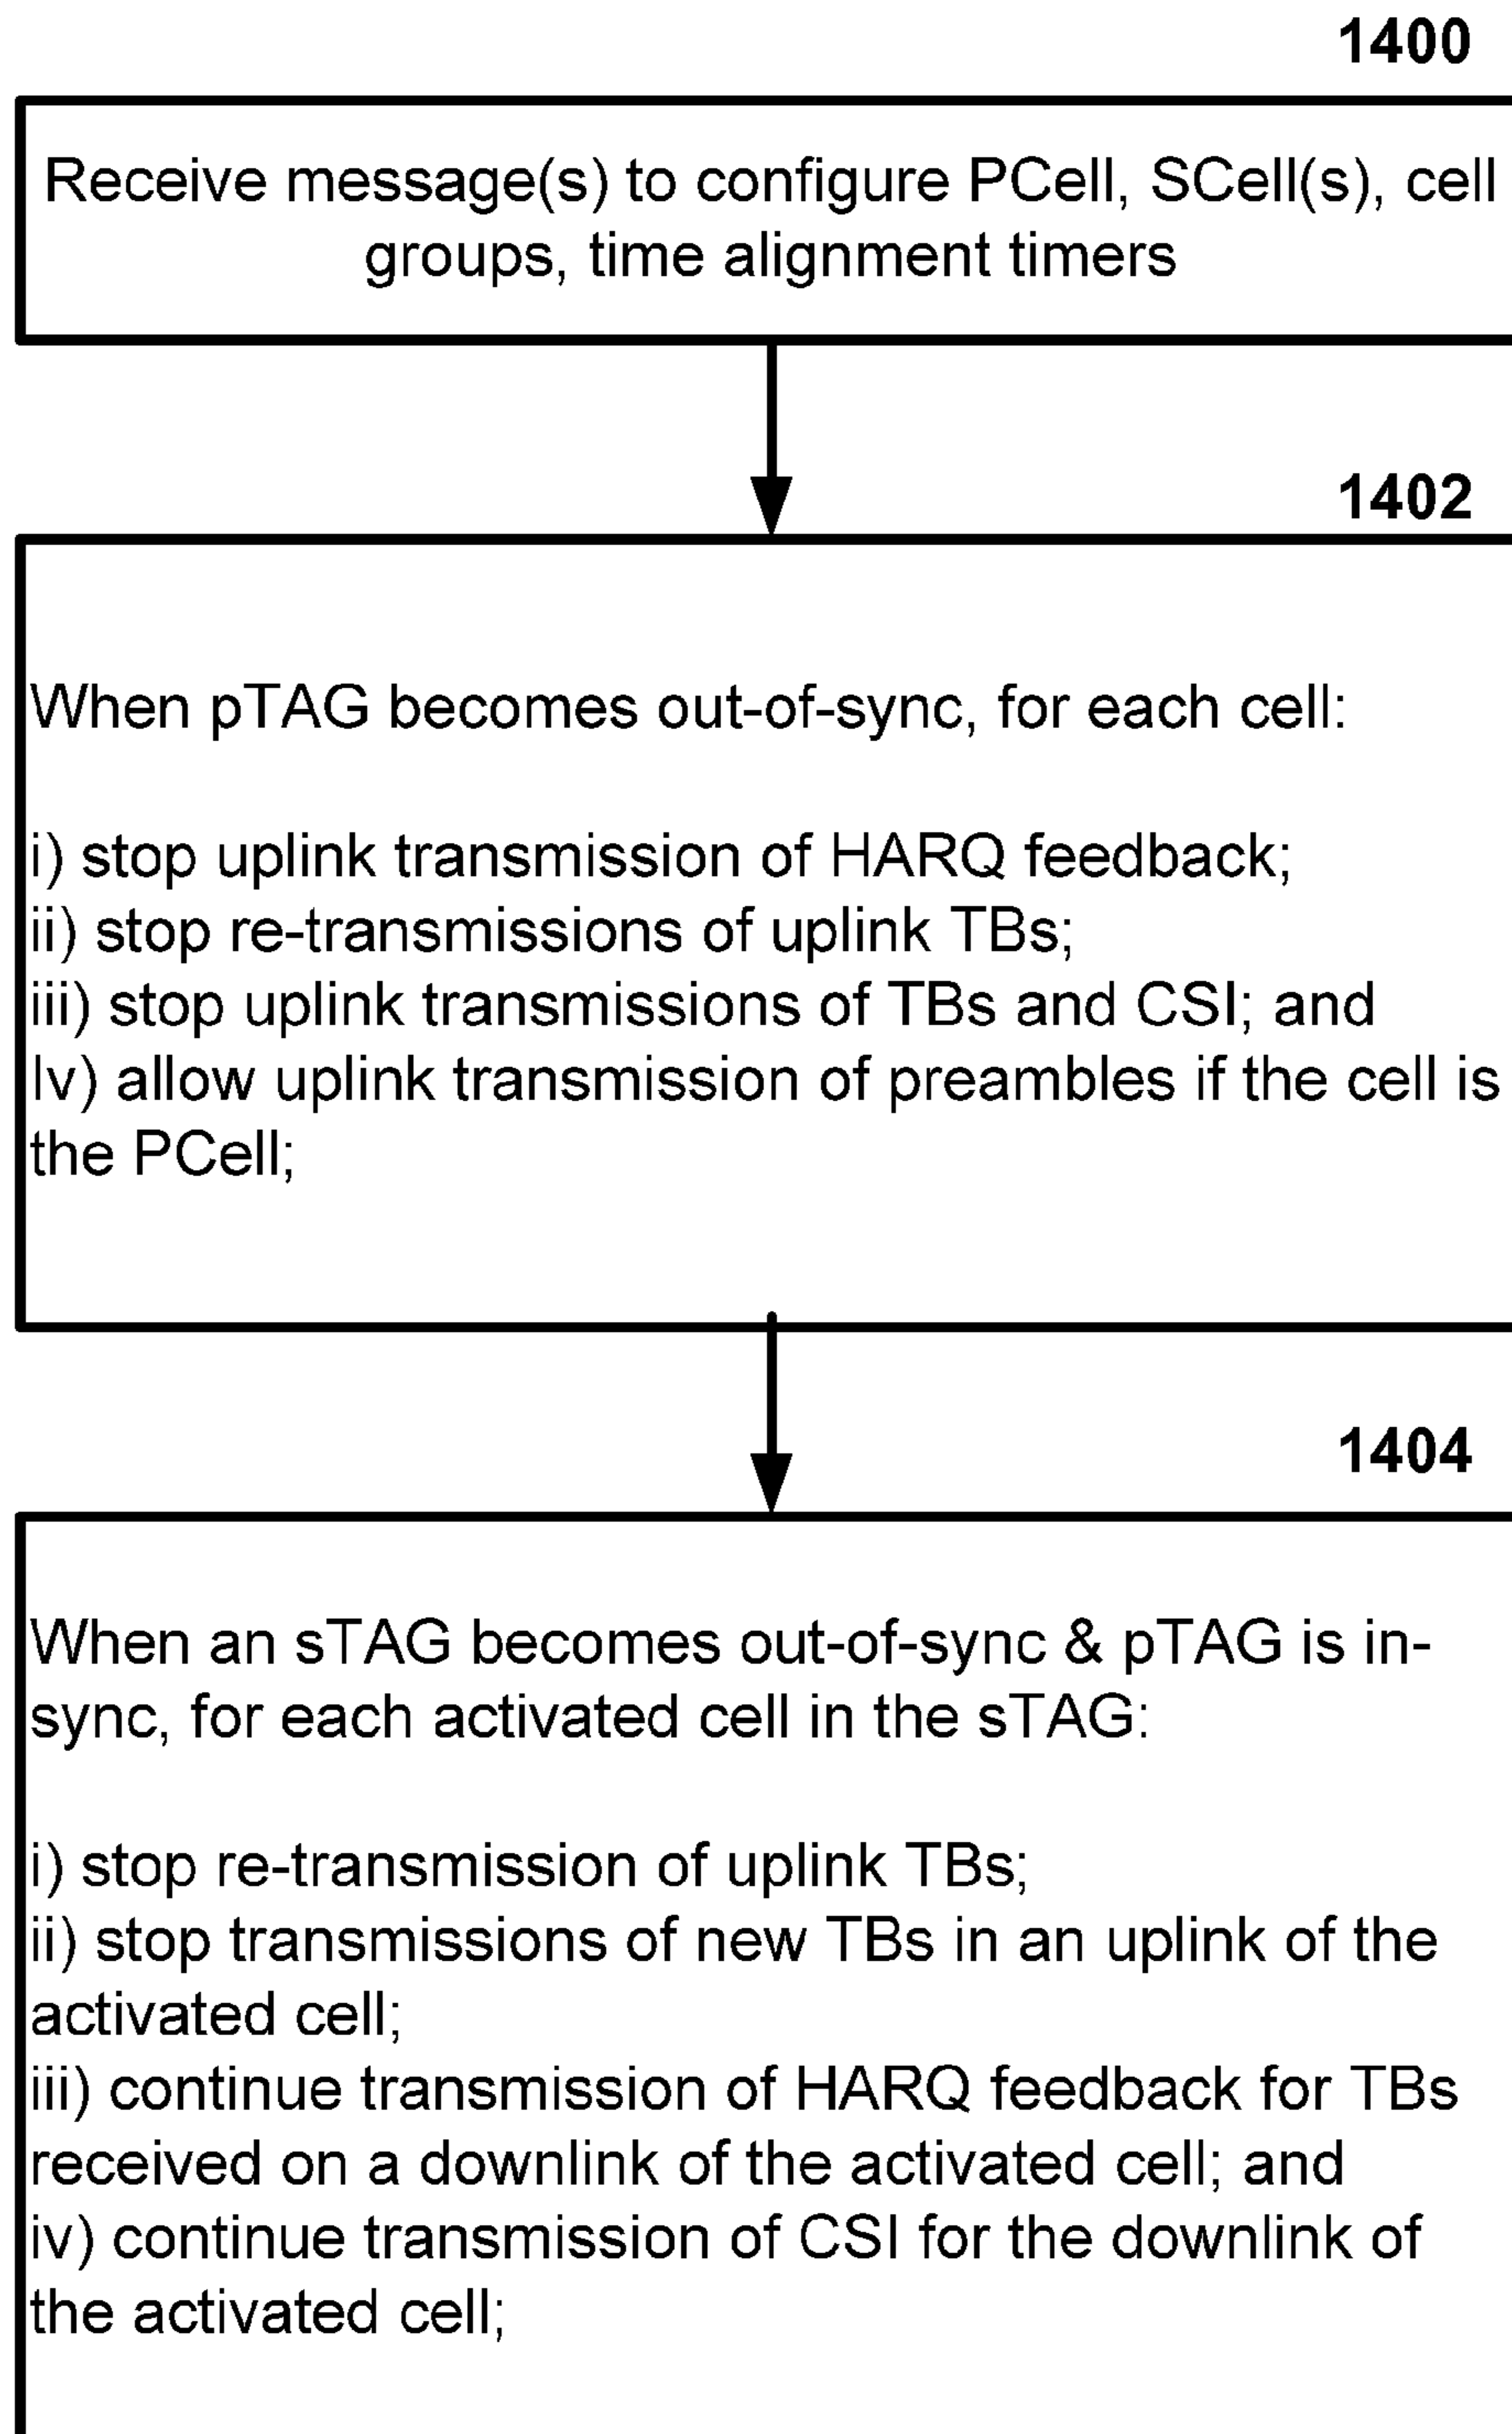 1400
Receive message(s) to configure PCell, SCell(s), cell
groups, time alignment timers
1402
When pTAG becomes out-of-sync, for each cell:
i) stop uplink transmission of HARQ feedback;
ii) stop re-transmissions of uplink TBs;
iii) stop uplink transmissions of TBs and CSI; and
Iv) allow uplink transmission of preambles if the cell is
the PCell;
1404
When an sTAG becomes out-of-sync & pTAG is in-
sync, for each activated cell in the sTAG:
i) stop re-transmission of uplink TBs;
ii) stop transmissions of new TBs in an uplink of the
activated cell;
iii) continue transmission of HARQ feedback for TBs
received on a downlink of the activated cell; and
iv) continue transmission of CSI for the downlink of
the activated cell;